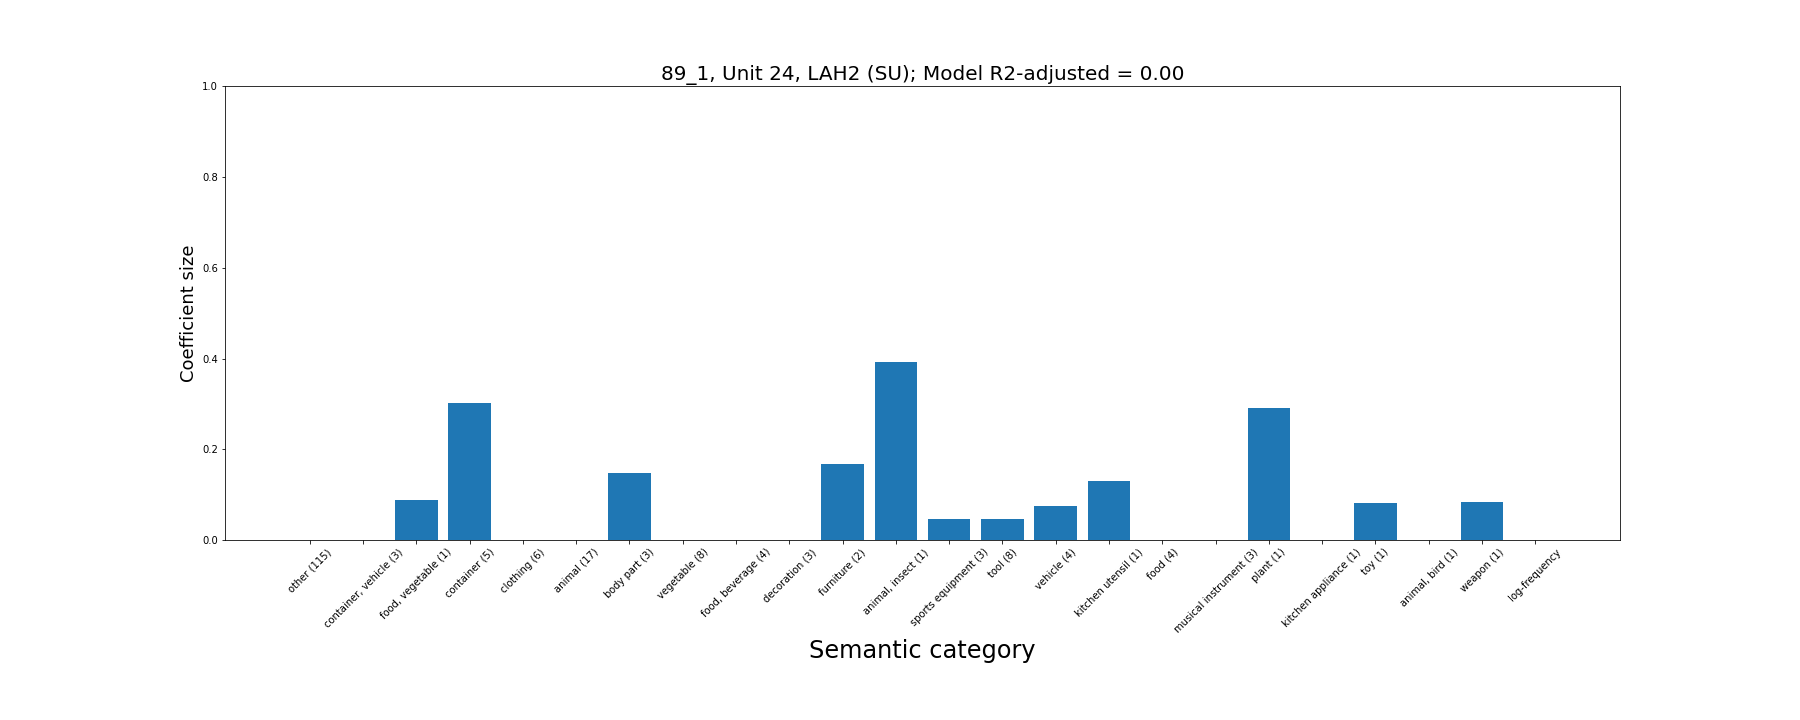 89_1, Unit 24, LAH2 (SU); Model R2-adjusted = 0.00
1.0
0.8
0.6
0.4
0.2
0.0
Coefficient size
other (115)
container, vehicle (3)
food, vegetable (1)
container (5)
clothing (6)
animal (17)
body part (3)
vegetable (8)
food, beverage (4)
decoration (3)
furniture (2)
animal, insect (1)
sports equipment (3)
tool (8)
vehicle (4)
kitchen utensil (1)
food (4)
musical instrument (3)
plant (1)
kitchen appliance (1)
toy (1)
animal, bird (1)
weapon (1)
log-frequency
Semantic category